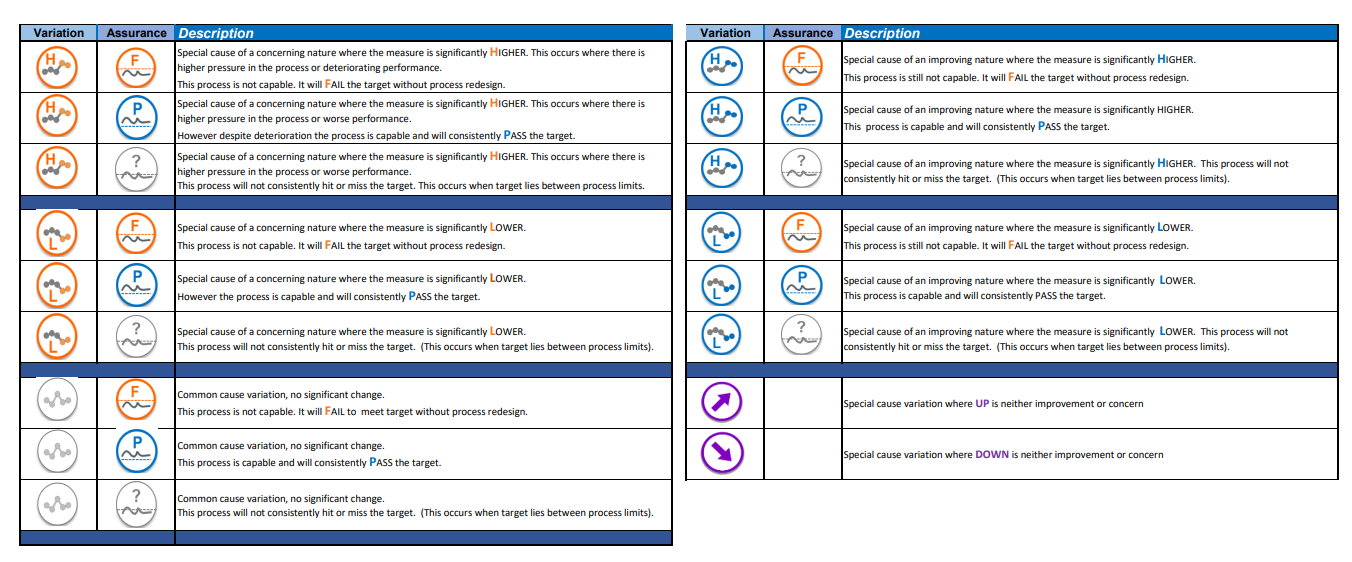 Variation Assurance Description
H F Special cause of a concerning nature where the measure is significantly HIGHER. This occurs where there is
higher pressure in the process or deteriorating performance.
This process is not capable. It will FAIL the target without process redesign.
H P Special cause of a concerning nature where the measure is significantly HIGHER. This occurs where there is
higher pressure in the process or worse performance.
However despite deterioration the process is capable and will consistently PASS the target.
H ? Special cause of a concerning nature where the measure is significantly HIGHER. This occurs where there is
higher pressure in the process or worse performance.
This process will not consistently hit or miss the target. This occurs when target lies between process limits.
L F Special cause of a concerning nature where the measure is significantly LOWER.
This process is not capable. It will FAIL the target without process redesign.
L P Special cause of a concerning nature where the measure is significantly LOWER.
However the process is capable and will consistently PASS the target.
L ? Special cause of a concerning nature where the measure is significantly LOWER.
This process will not consistently hit or miss the target. (This occurs when target lies between process limits).
F Common cause variation, no significant change.
This process is not capable. It will FAIL to meet target without process redesign.
P Common cause variation, no significant change.
This process is capable and will consistently PASS the target.
? Common cause variation, no significant change.
This process will not consistently hit or miss the target. (This occurs when target lies between process limits).
Variation Assurance Description
H F Special cause of an improving nature where the measure is significantly HIGHER.
This process is still not capable. It will FAIL the target without process redesign.
H P Special cause of an improving nature where the measure is significantly HIGHER.
This process is capable and will consistently PASS the target.
H ? Special cause of an improving nature where the measure is significantly HIGHER. This process will not
consistently hit or miss the target. (This occurs when target lies between process limits).
L F Special cause of an improving nature where the measure is significantly LOWER.
This process is still not capable. It will FAIL the target without process redesign.
L P Special cause of an improving nature where the measure is significantly LOWER.
This process is capable and will consistently PASS the target.
L ? Special cause of an improving nature where the measure is significantly LOWER. This process will not
consistently hit or miss the target. (This occurs when target lies between process limits).
Special cause variation where UP is neither improvement or concern
Special cause variation where DOWN is neither improvement or concern